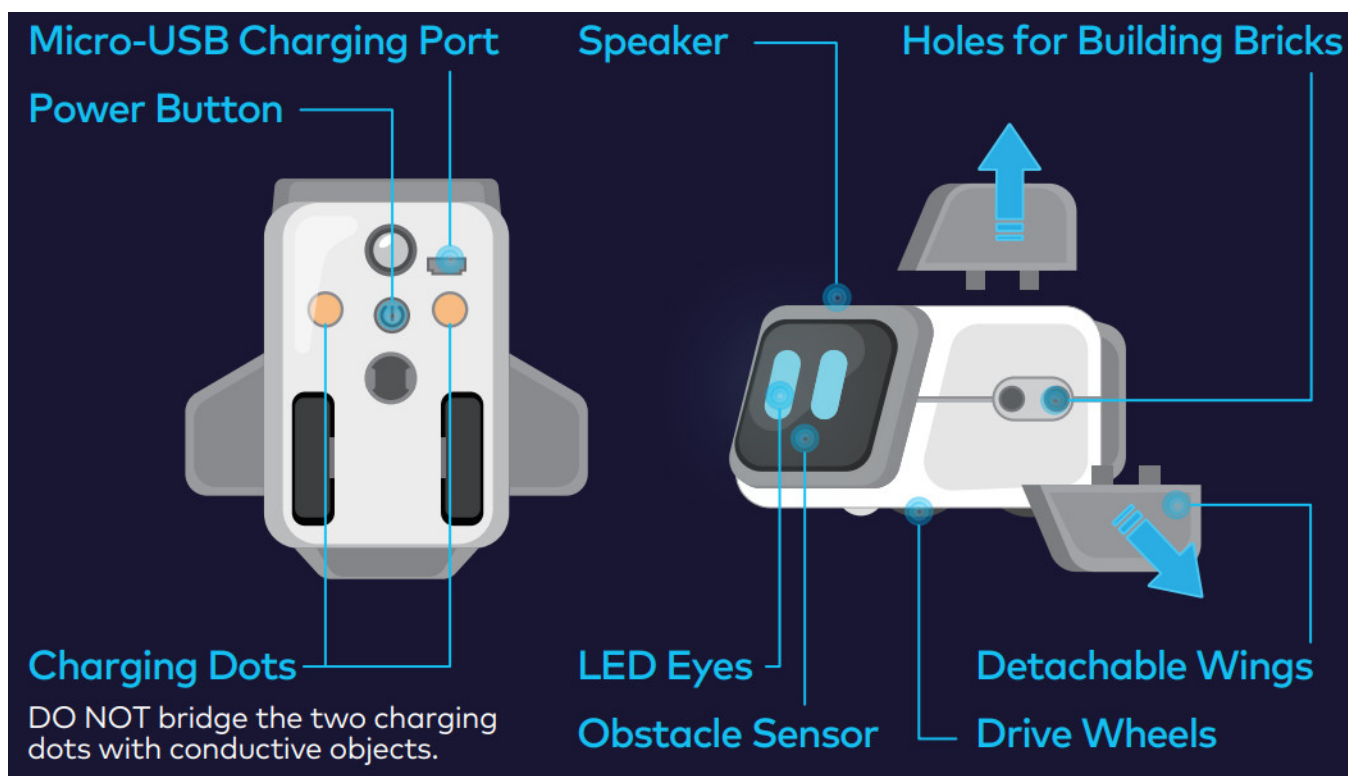 Micro-USB Charging Port
Speaker
Holes for Building Bricks
Power Button
Charging Dots
DO NOT bridge the two charging
dots with conductive objects.
LED Eyes
Detachable Wings
Obstacle Sensor
Drive Wheels